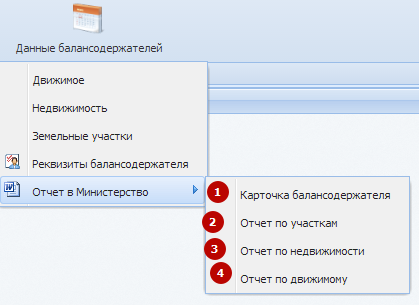 Данные балансодержателей
Движимое
Недвижимость
Земельные участки
Реквизиты балансодержателя
Отчет в Министерство
1 Карточка балансодержателя
2 Отчет по участкам
3 Отчет по недвижимости
4 Отчет по движимому